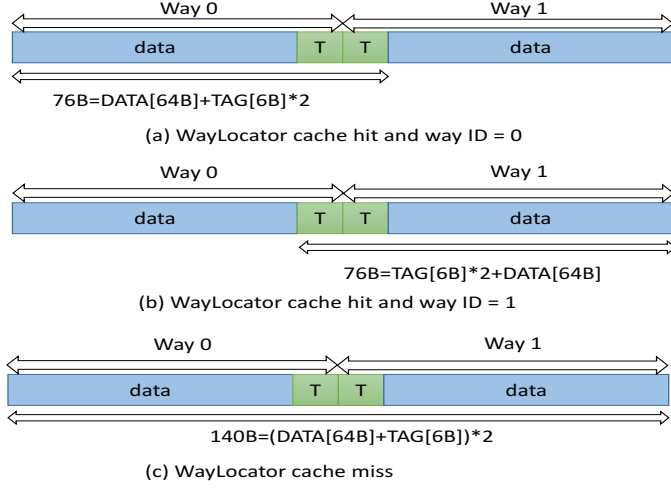 Way 0 Way 1
data T T data
76B=DATA[64B]+TAG[6B]*2
(a) WayLocator cache hit and way ID = 0
Way 0 Way 1
data T T data
76B=TAG[6B]*2+DATA[64B]
(b) WayLocator cache hit and way ID = 1
Way 0 Way 1
data T T data
140B=(DATA[64B]+TAG[6B])*2
(c) WayLocator cache miss